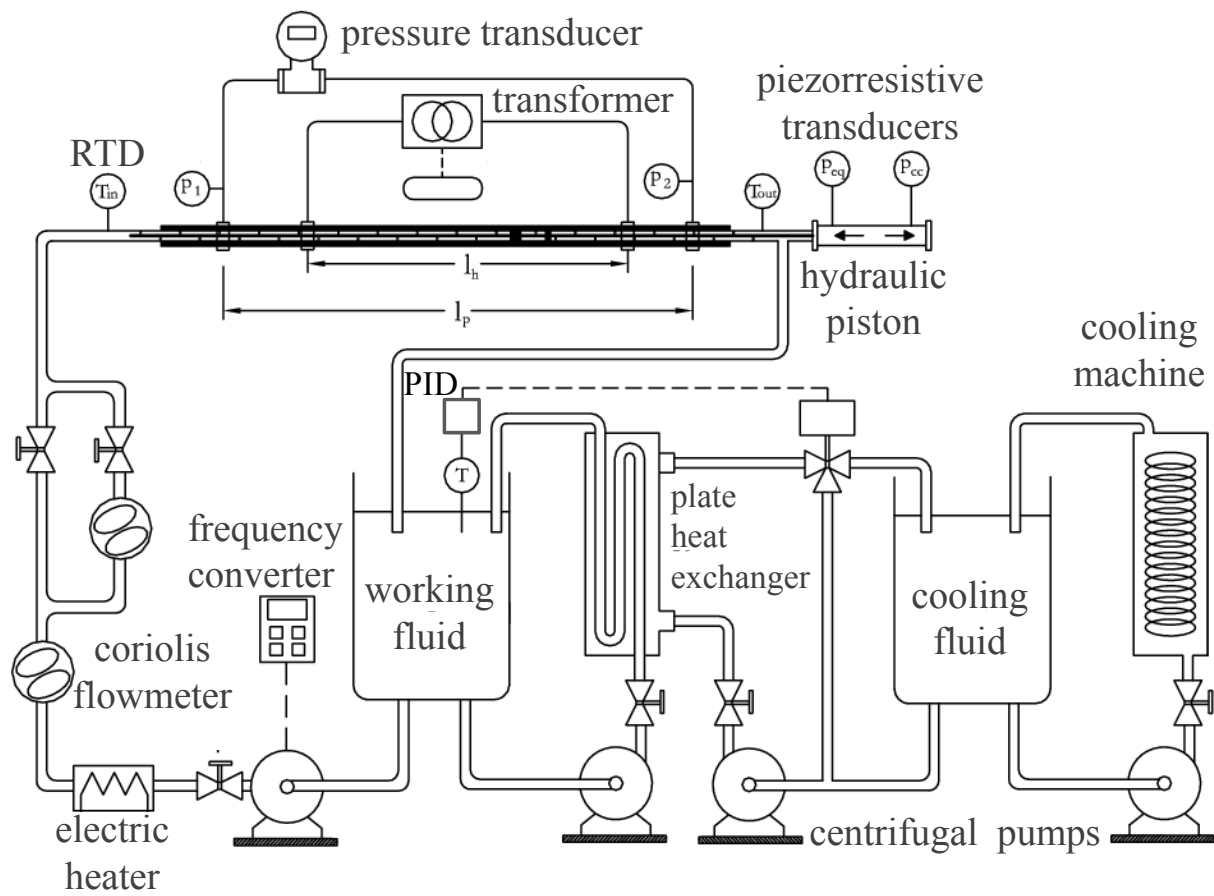 pressure transducer
transformer
piezorresistive
transducers
RTD
Tin
p1
p2
Tout
peq
pcc
lh
lp
hydraulic
piston
cooling
machine
PID
T
plate
heat
exchanger
frequency
converter
working
fluid
cooling
fluid
coriolis
flowmeter
electric
heater
centrifugal pumps